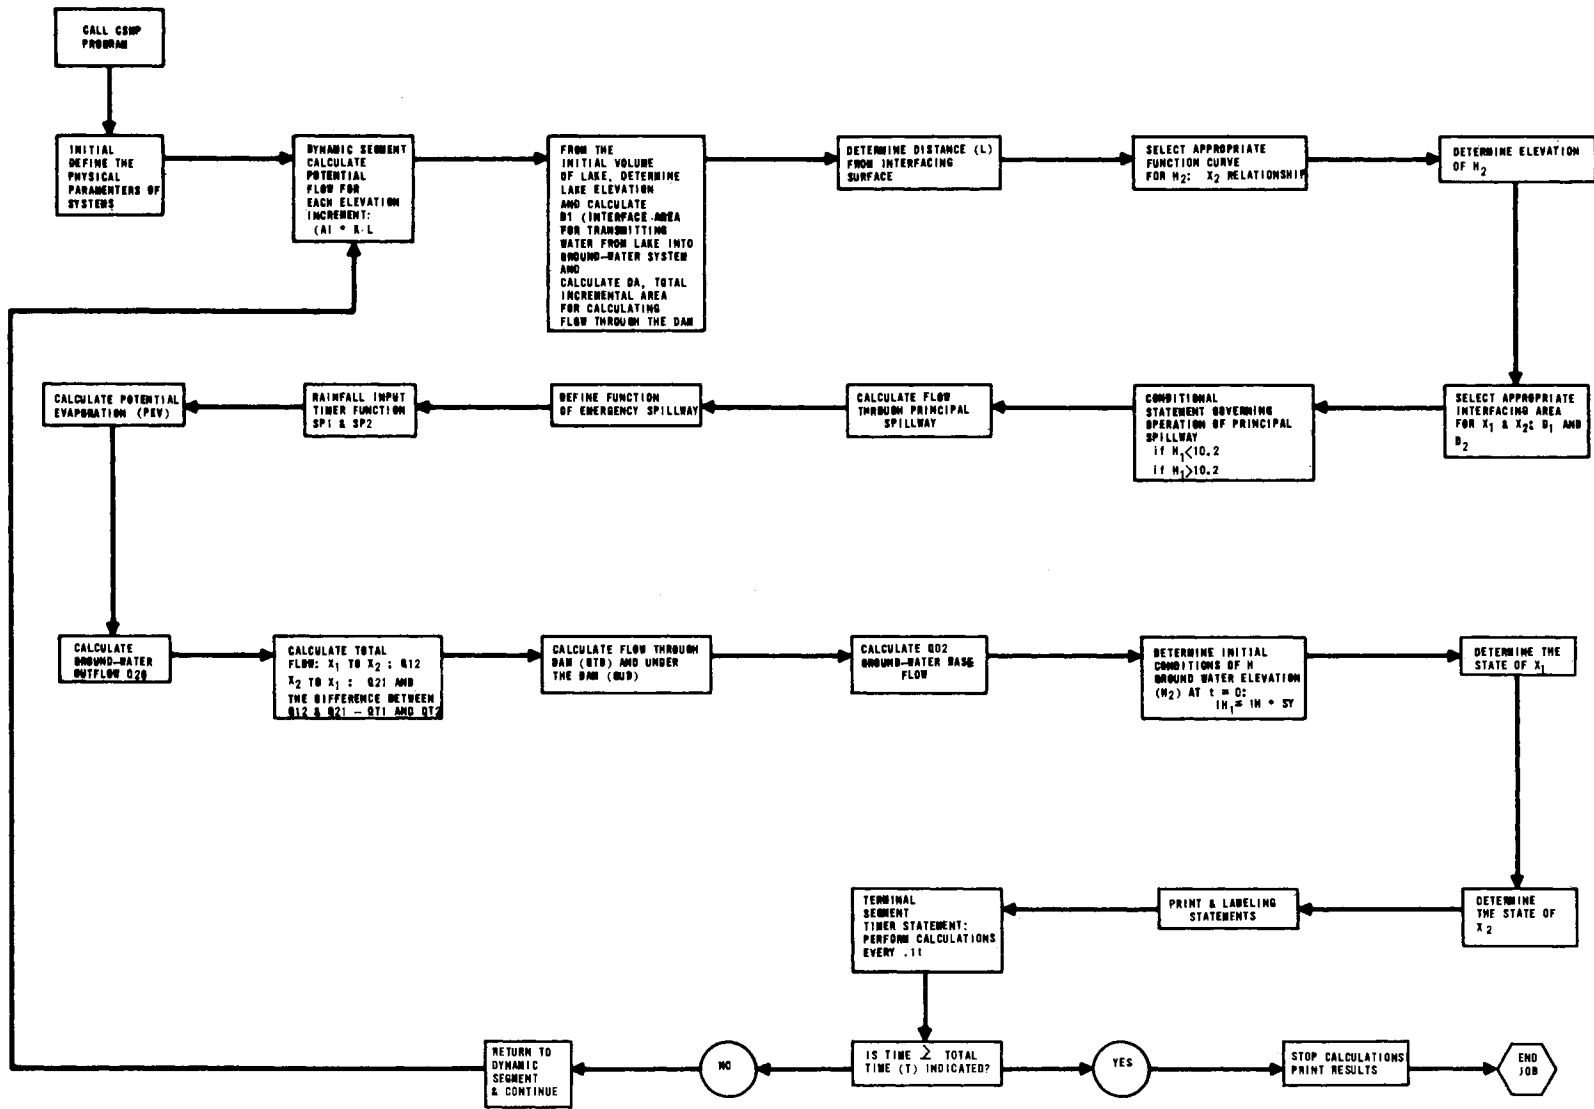 CALL CSMP
PROGRAM
INITIAL
DEFINE THE
PHYSICAL
PARAMENTERS OF
SYSTEMS
DYNAMIC SEGMENT
CALCULATE
POTENTIAL
FLOW FOR
EACH ELEVATION
INCREMENT:
(AI * K·L
FROM THE
INITIAL VOLUME
OF LAKE, DETERMINE
LAKE ELEVATION
AND CALCULATE
B1 (INTERFACE AREA
FOR TRANSMITTING
WATER FROM LAKE INTO
GROUND-WATER SYSTEM
AND
CALCULATE DA, TOTAL
INCREMENTAL AREA
FOR CALCULATING
FLOW THROUGH THE DAM
DETERMINE DISTANCE (L)
FROM INTERFACING
SURFACE
SELECT APPROPRIATE
FUNCTION CURVE
FOR H2: X2 RELATIONSHIP
DETERMINE ELEVATION
OF H2
CALCULATE POTENTIAL
EVAPORATION (PEV)
RAINFALL INPUT
TIMER FUNCTION
SP1 & SP2
DEFINE FUNCTION
OF EMERGENCY SPILLWAY
CALCULATE FLOW
THROUGH PRINCIPAL
SPILLWAY
CONDITIONAL
STATEMENT GOVERNING
OPERATION OF PRINCIPAL
SPILLWAY
if H1<10.2
if H1>10.2
SELECT APPROPRIATE
INTERFACING AREA
FOR X1 & X2: B1 AND
B2
CALCULATE
GROUND-WATER
OUTFLOW Q20
CALCULATE TOTAL
FLOW: X1 TO X2 : Q12
X2 TO X1 : Q21 AND
THE DIFFERENCE BETWEEN
Q12 & Q21 - QT1 AND QT2
CALCULATE FLOW THROUGH
DAM (QTD) AND UNDER
THE DAM (QUD)
CALCULATE QO2
GROUND-WATER BASE
FLOW
DETERMINE INITIAL
CONDITIONS OF H
GROUND WATER ELEVATION
(H2) AT t = 0:
IH1= IH * SY
DETERMINE THE
STATE OF X1
TERMINAL
SEGMENT
TIMER STATEMENT:
PERFORM CALCULATIONS
EVERY .1t
PRINT & LABELING
STATEMENTS
DETERMINE
THE STATE OF
X2
RETURN TO
DYNAMIC
SEGMENT
& CONTINUE
NO
IS TIME ≥ TOTAL
TIME (T) INDICATED?
YES
STOP CALCULATIONS
PRINT RESULTS
END
JOB